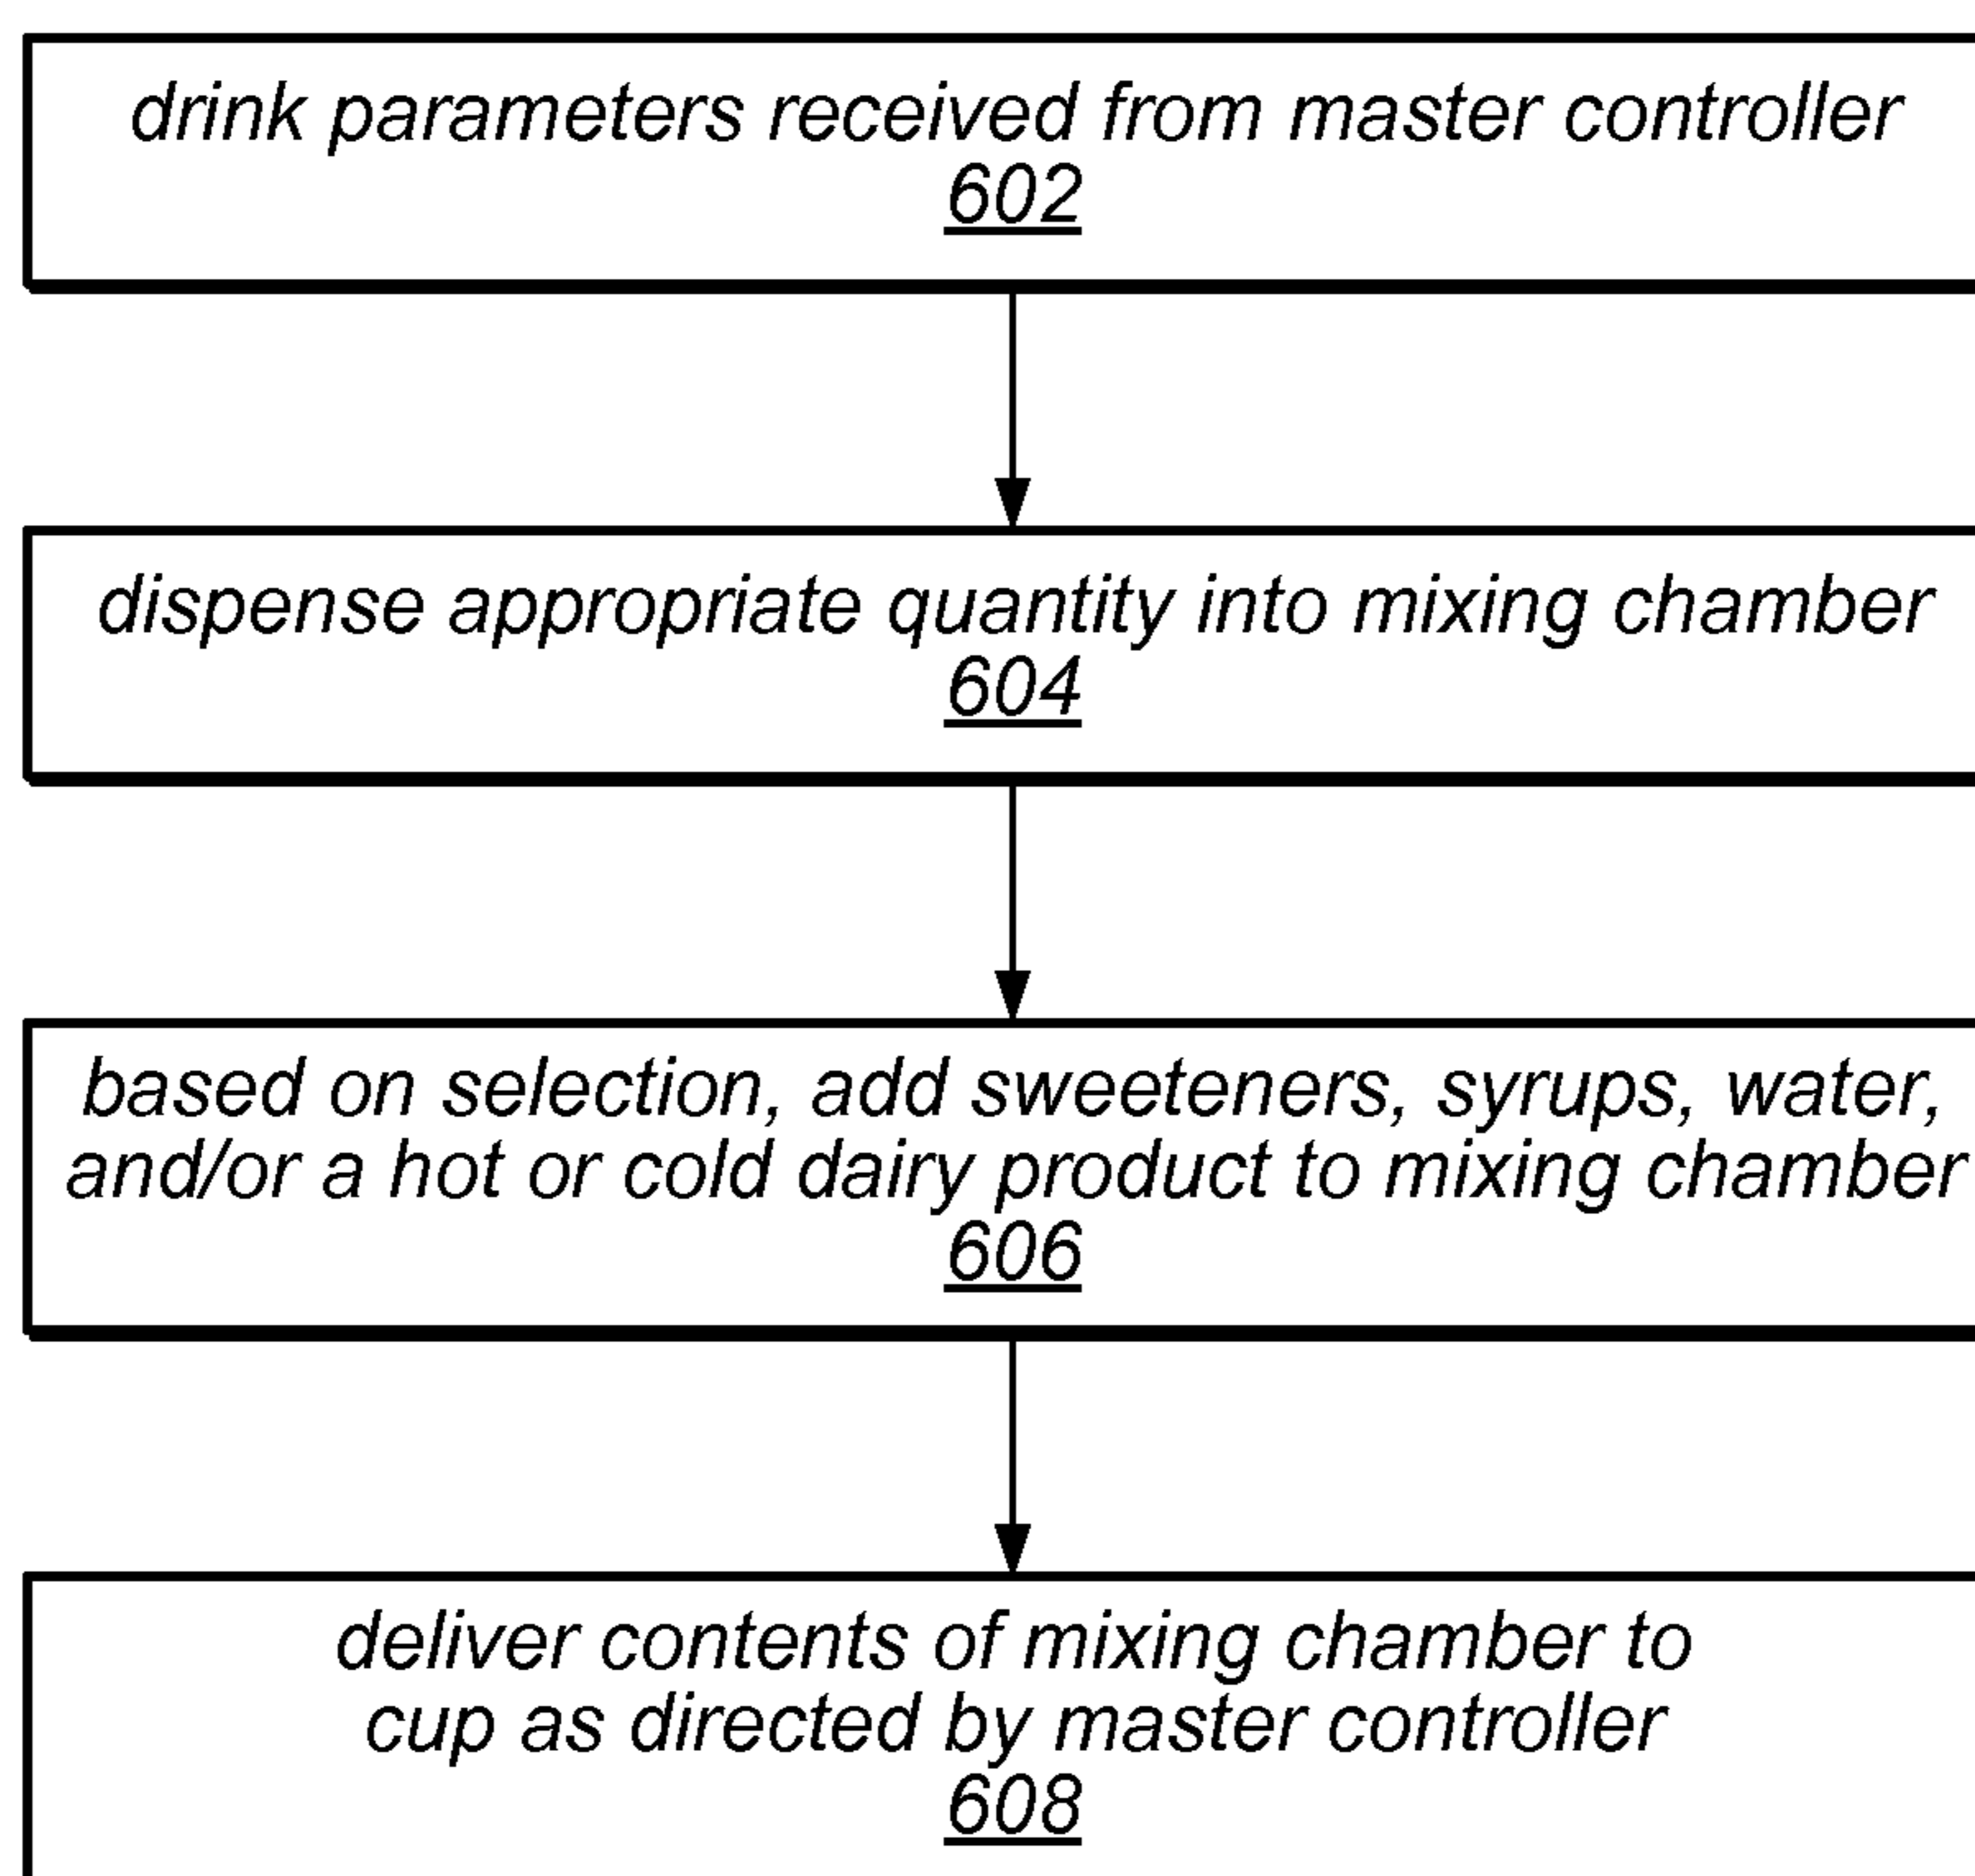 drink parameters received from master controller
602
dispense appropriate quantity into mixing chamber
604
based on selection, add sweeteners, syrups, water,
and/or a hot or cold dairy product to mixing chamber
606
deliver contents of mixing chamber to
cup as directed by master controller
608